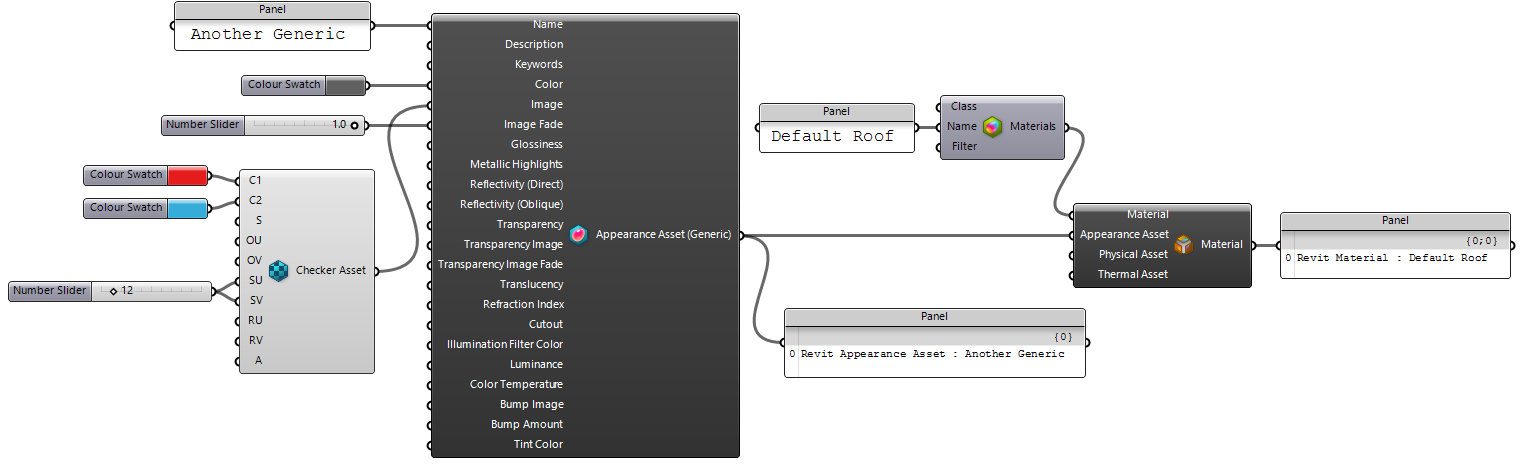 Panel
Another Generic
Colour Swatch
Number Slider 1.0
Colour Swatch
Colour Swatch
Number Slider 12
C1
C2
S
OU
OV
SU
SV
RU
RV
A
Checker Asset
Name
Description
Keywords
Color
Image
Image Fade
Glossiness
Metallic Highlights
Reflectivity (Direct)
Reflectivity (Oblique)
Transparency
Transparency Image
Transparency Image Fade
Translucency
Refraction Index
Cutout
Illumination Filter Color
Luminance
Color Temperature
Bump Image
Bump Amount
Tint Color
Appearance Asset (Generic)
Panel
Default Roof
Class
Name
Filter
Materials
Material
Appearance Asset
Physical Asset
Thermal Asset
Material
Panel
{0;0}
0 Revit Material : Default Roof
Panel
{0}
0 Revit Appearance Asset : Another Generic